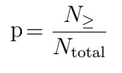 p = N≥ / Ntotal